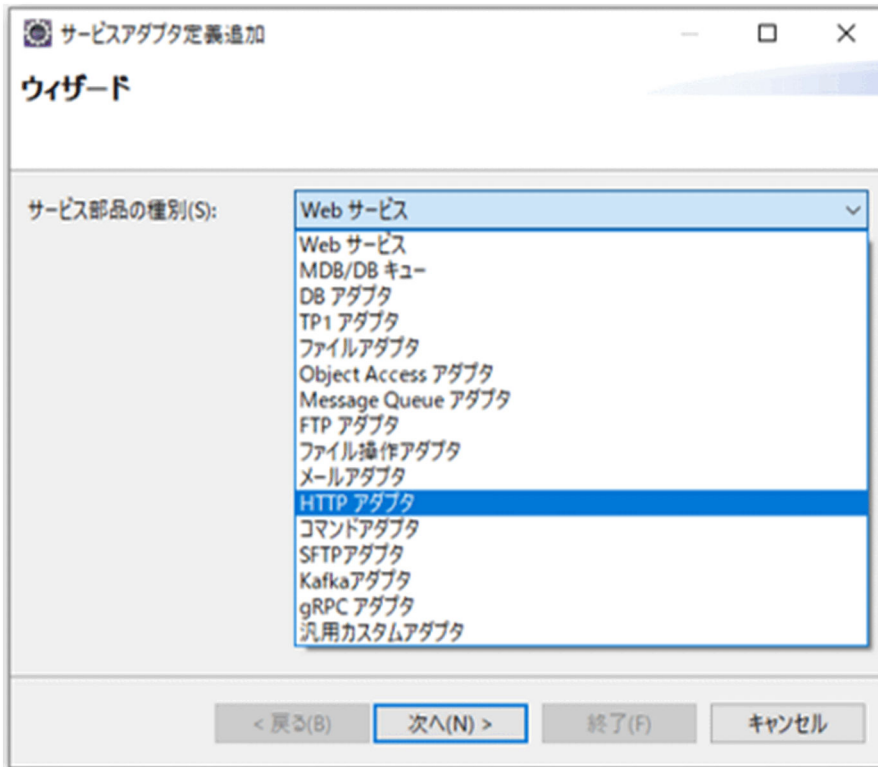 サービスアダプタ定義追加
ウィザード
サービス部品の種別(S):
Web サービス
Web サービス
MDB/DB キュー
DB アダプタ
TP1 アダプタ
ファイルアダプタ
Object Access アダプタ
Message Queue アダプタ
FTP アダプタ
ファイル操作アダプタ
メールアダプタ
HTTP アダプタ
コマンドアダプタ
SFTPアダプタ
Kafkaアダプタ
gRPC アダプタ
汎用カスタムアダプタ
< 戻る(B)
次へ(N) >
終了(F)
キャンセル